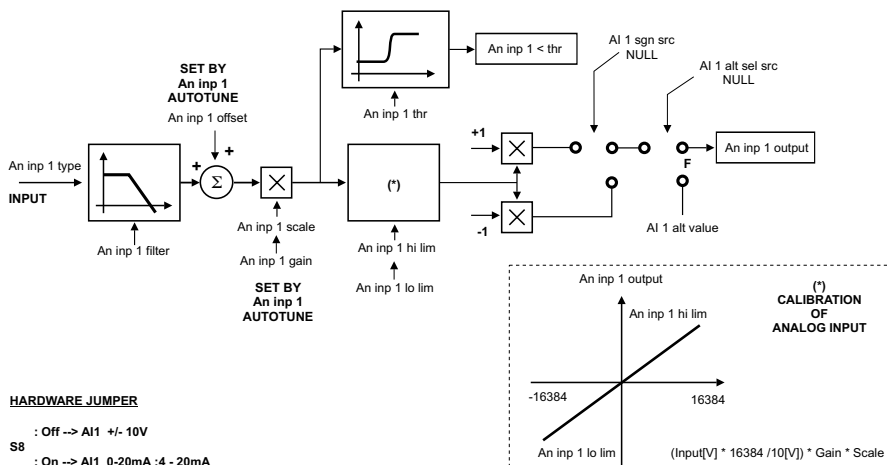 AI 1 sgn src
NULL
An inp 1 < thr
AI 1 alt sel src
NULL
SET BY
An inp 1
AUTOTUNE
An inp 1 offset
An inp 1 thr
+1
An inp 1 type
INPUT
+
+
Σ
(*)
F
An inp 1 output
-1
An inp 1 scale
An inp 1 filter
An inp 1 hi lim
AI 1 alt value
An inp 1 gain
An inp 1 lo lim
SET BY
An inp 1
AUTOTUNE
An inp 1 output
(*)
CALIBRATION
OF
ANALOG INPUT
An inp 1 hi lim
-16384
16384
An inp 1 lo lim
(Input[V] * 16384 /10[V]) * Gain * Scale
HARDWARE JUMPER
: Off --> AI1 +/- 10V
S8
: On --> AI1 0-20mA ;4 - 20mA